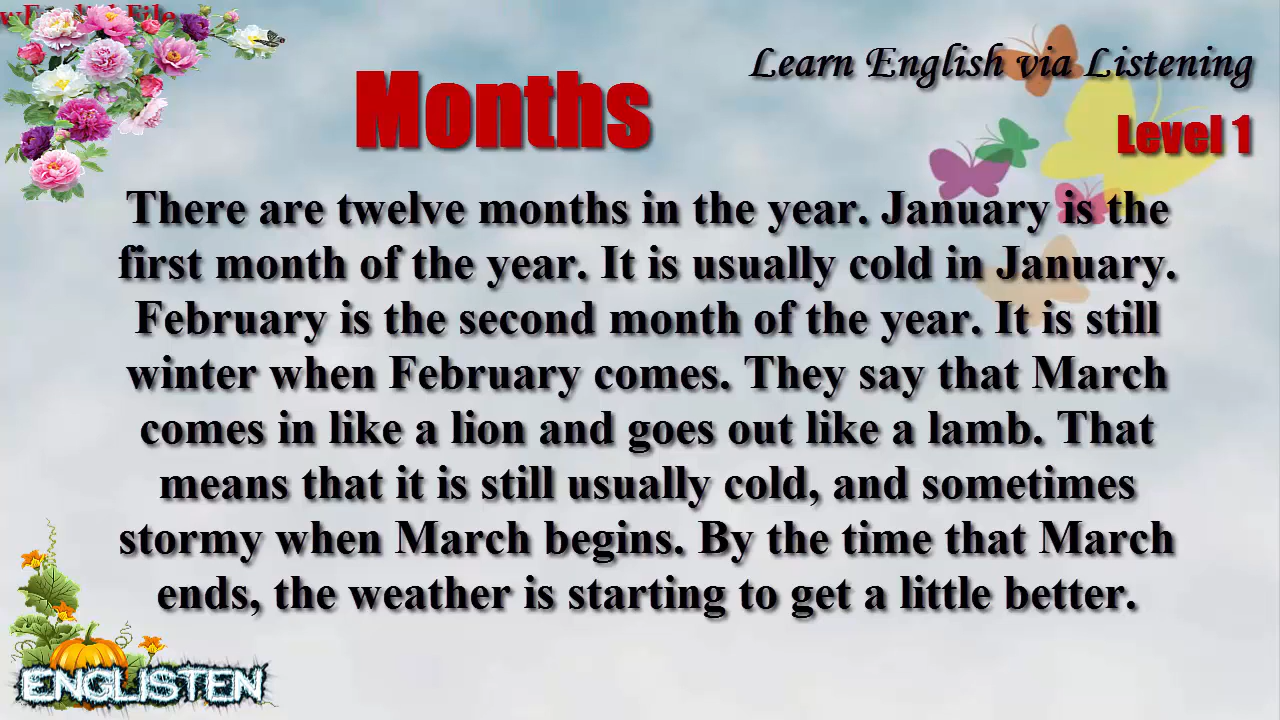 Learn English via Listening
Months
Level 1
There are twelve months in the year. January is the
first month of the year. It is usually cold in January.
February is the second month of the year. It is still
winter when February comes. They say that March
comes in like a lion and goes out like a lamb. That
means that it is still usually cold, and sometimes
stormy when March begins. By the time that March
ends, the weather is starting to get a little better.
ENGLISTEN